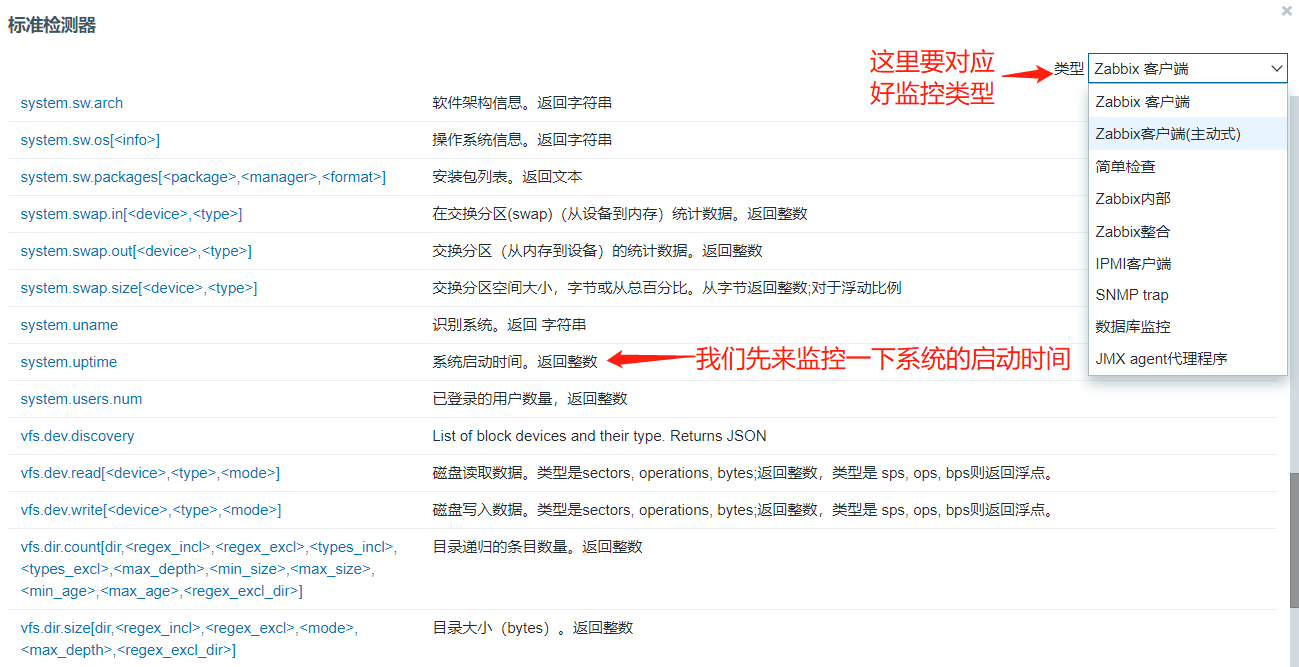 标准检测器
×
这里要对应
好监控类型
类型 Zabbix 客户端
Zabbix 客户端
Zabbix客户端(主动式)
简单检查
Zabbix内部
Zabbix整合
IPMI客户端
SNMP trap
数据库监控
JMX agent代理程序
system.sw.arch 软件架构信息。返回字符串
system.sw.os[<info>] 操作系统信息。返回字符串
system.sw.packages[<package>,<manager>,<format>] 安装包列表。返回文本
system.swap.in[<device>,<type>] 在交换分区(swap)（从设备到内存）统计数据。返回整数
system.swap.out[<device>,<type>] 交换分区（从内存到设备）的统计数据。返回整数
system.swap.size[<device>,<type>] 交换分区空间大小，字节或从总百分比。从字节返回整数;对于浮动比例
system.uname 识别系统。返回 字符串
system.uptime 系统启动时间。返回整数 我们先来监控一下系统的启动时间
system.users.num 已登录的用户数量，返回整数
vfs.dev.discovery List of block devices and their type. Returns JSON
vfs.dev.read[<device>,<type>,<mode>] 磁盘读取数据。类型是sectors, operations, bytes;返回整数，类型是 sps, ops, bps则返回浮点。
vfs.dev.write[<device>,<type>,<mode>] 磁盘写入数据。类型是sectors, operations, bytes;返回整数，类型是 sps, ops, bps则返回浮点。
vfs.dir.count[dir,<regex_incl>,<regex_excl>,<types_incl>, 目录递归的条目数量。返回整数
<types_excl>,<max_depth>,<min_size>,<max_size>,
<min_age>,<max_age>,<regex_excl_dir>]
vfs.dir.size[dir,<regex_incl>,<regex_excl>,<mode>, 目录大小（bytes）。返回整数
<max_depth>,<regex_excl_dir>]